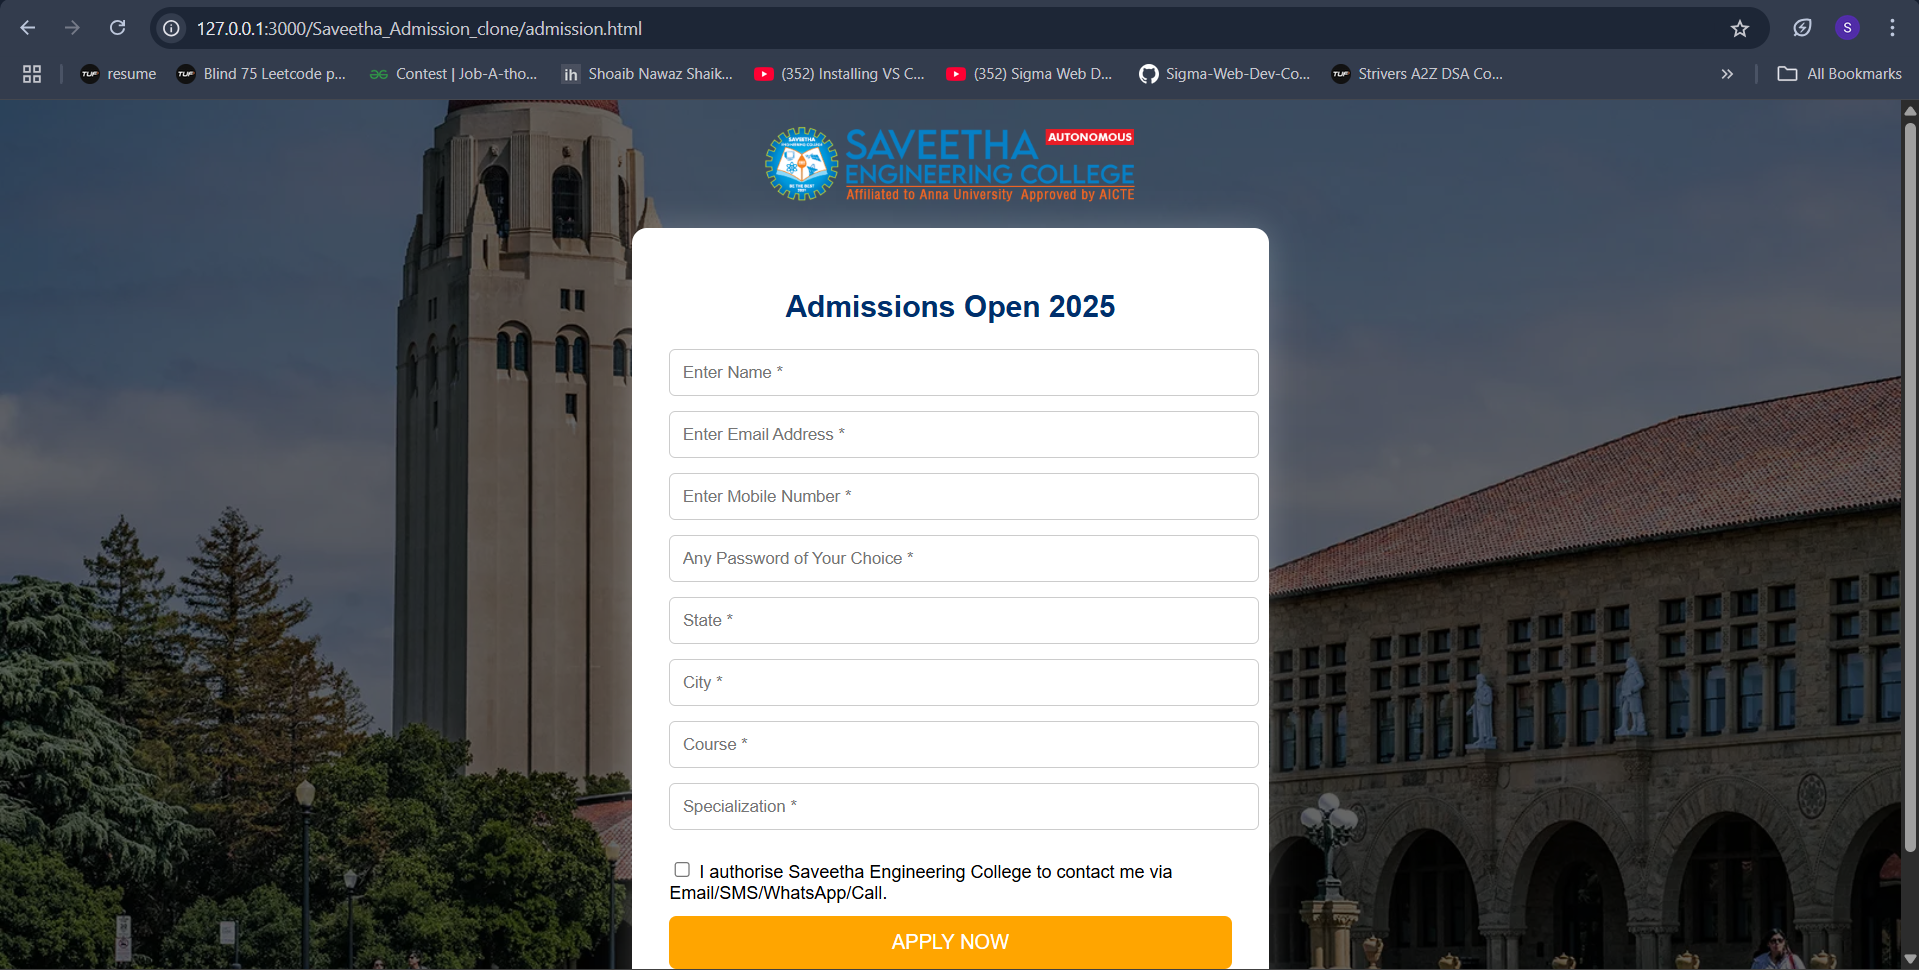 127.0.0.1:3000/Saveetha_Admission_clone/admission.html
S
resume
Blind 75 Leetcode p...
Contest | Job-A-tho...
ih Shoaib Nawaz Shaik...
(352) Installing VS C...
(352) Sigma Web D...
Sigma-Web-Dev-Co...
Strivers A2Z DSA Co...
All Bookmarks
SAVEETHA
AUTONOMOUS
ENGINEERING COLLEGE
Affiliated to Anna University Approved by AICTE
Admissions Open 2025
Enter Name *
Enter Email Address *
Enter Mobile Number *
Any Password of Your Choice *
State *
City *
Course *
Specialization *
I authorise Saveetha Engineering College to contact me via
Email/SMS/WhatsApp/Call.
APPLY NOW